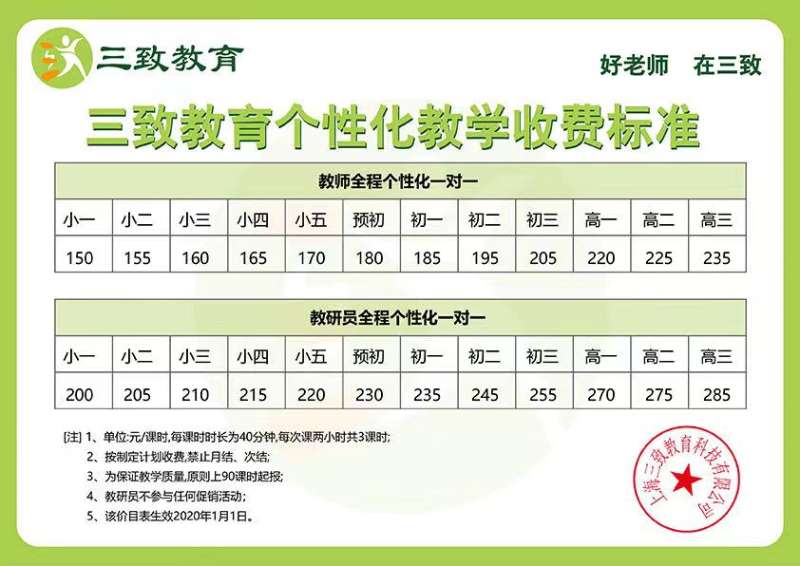 三致教育
好老师 在三致
三致教育个性化教学收费标准
教师全程个性化一对一
小一 小二 小三 小四 小五 预初 初一 初二 初三 高一 高二 高三
150 155 160 165 170 180 185 195 205 220 225 235
教研员全程个性化一对一
小一 小二 小三 小四 小五 预初 初一 初二 初三 高一 高二 高三
200 205 210 215 220 230 235 245 255 270 275 285
[注] 1、单位:元/课时,每课时时长为40分钟,每次课两小时共3课时;
2、按制定计划收费,禁止月结、次结;
3、为保证教学质量,原则上90课时起报;
4、教研员不参与任何促销活动;
5、该价目表生效2020年1月1日。
上海三致教育科技有限公司